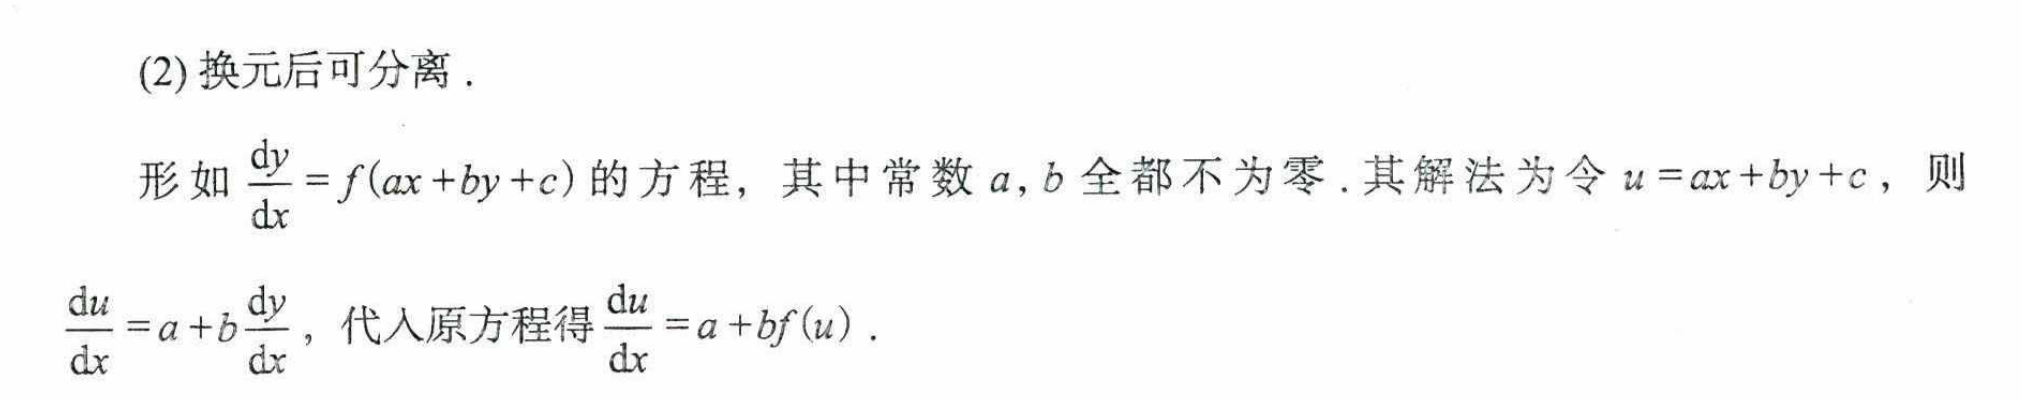 (2) 换元后可分离.
形如 $\frac{\mathrm{d}y}{\mathrm{d}x}=f(ax+by+c)$ 的方程，其中常数 $a,b$ 全都不为零.其解法为令 $u=ax+by+c$，则
$\frac{\mathrm{d}u}{\mathrm{d}x}=a+b\frac{\mathrm{d}y}{\mathrm{d}x}$，代入原方程得 $\frac{\mathrm{d}u}{\mathrm{d}x}=a+bf(u)$.